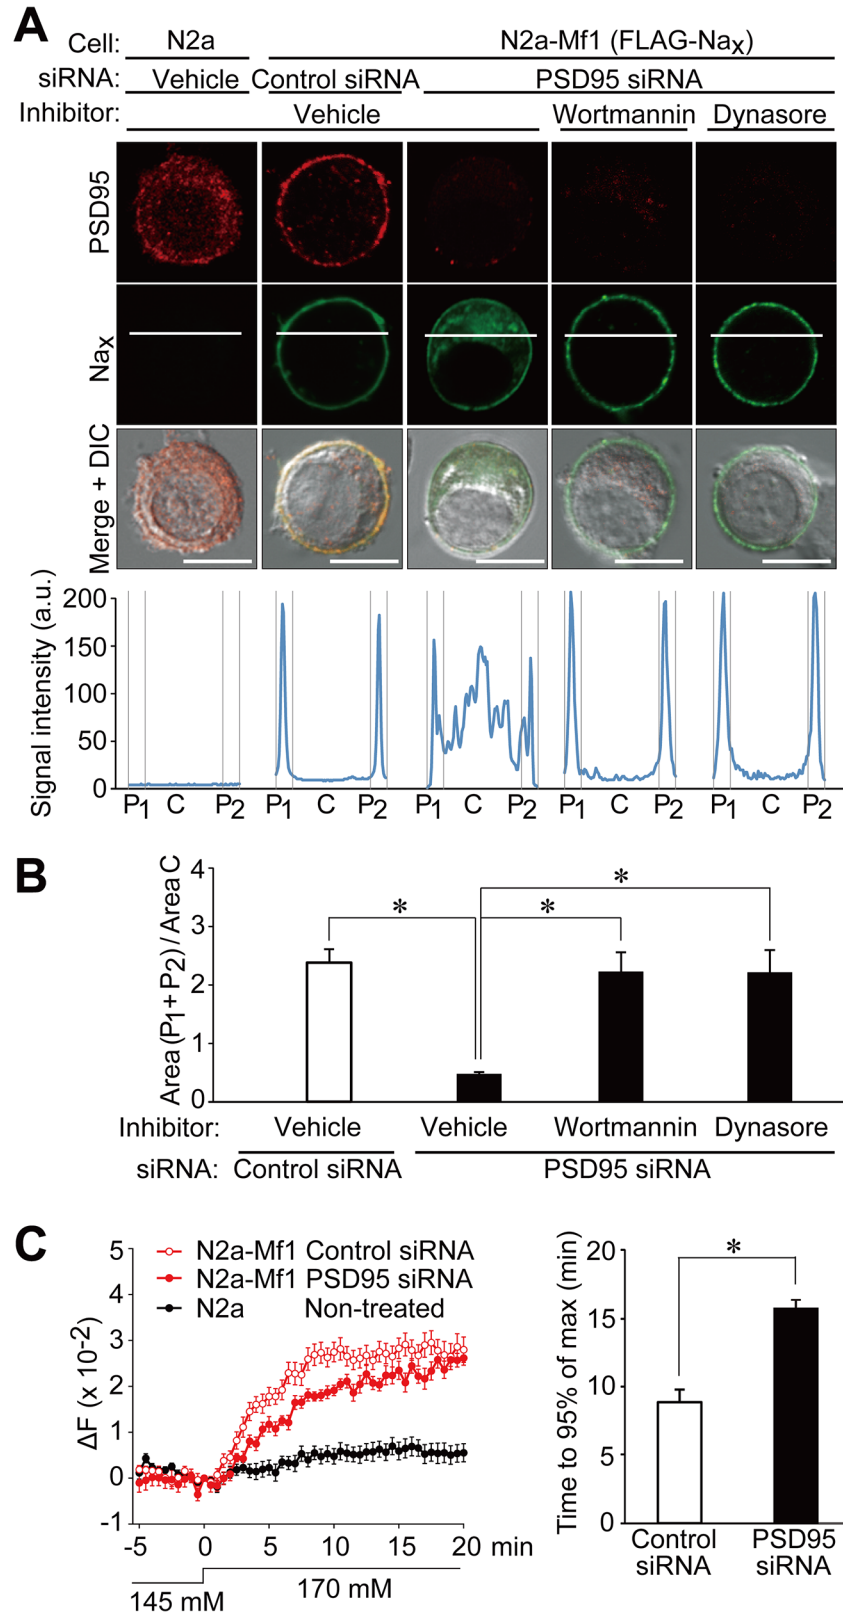 A
Cell: N2a N2a-Mf1 (FLAG-Nax)
siRNA: Vehicle Control siRNA PSD95 siRNA
Inhibitor: Vehicle Wortmannin Dynasore
PSD95
Nax
Merge + DIC
Signal intensity (a.u.)
200
150
100
50
0
P1 C P2 P1 C P2 P1 C P2 P1 C P2 P1 C P2
B
Area (P1 + P2) / Area C
4
3
2
1
0
* * *
Inhibitor: Vehicle Vehicle Wortmannin Dynasore
siRNA: Control siRNA PSD95 siRNA
C
N2a-Mf1 Control siRNA
N2a-Mf1 PSD95 siRNA
N2a Non-treated
ΔF (x 10-2)
5
4
3
2
1
0
-1
-5 0 5 10 15 20 min
145 mM 170 mM
Time to 95% of max (min)
20
15
10
5
0
*
Control siRNA
PSD95 siRNA